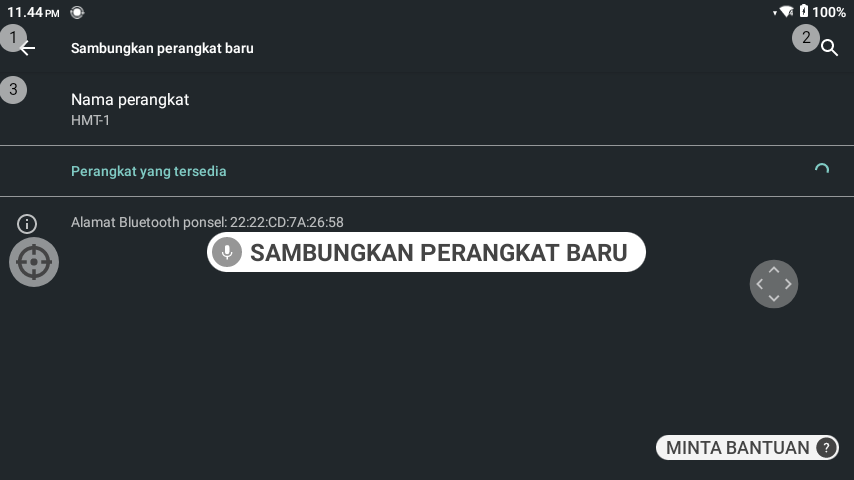 11.44 PM
100%
1
Sambungkan perangkat baru
2
3
Nama perangkat
HMT-1
Perangkat yang tersedia
Alamat Bluetooth ponsel: 22:22:CD:7A:26:58
SAMBUNGKAN PERANGKAT BARU
MINTA BANTUAN ?